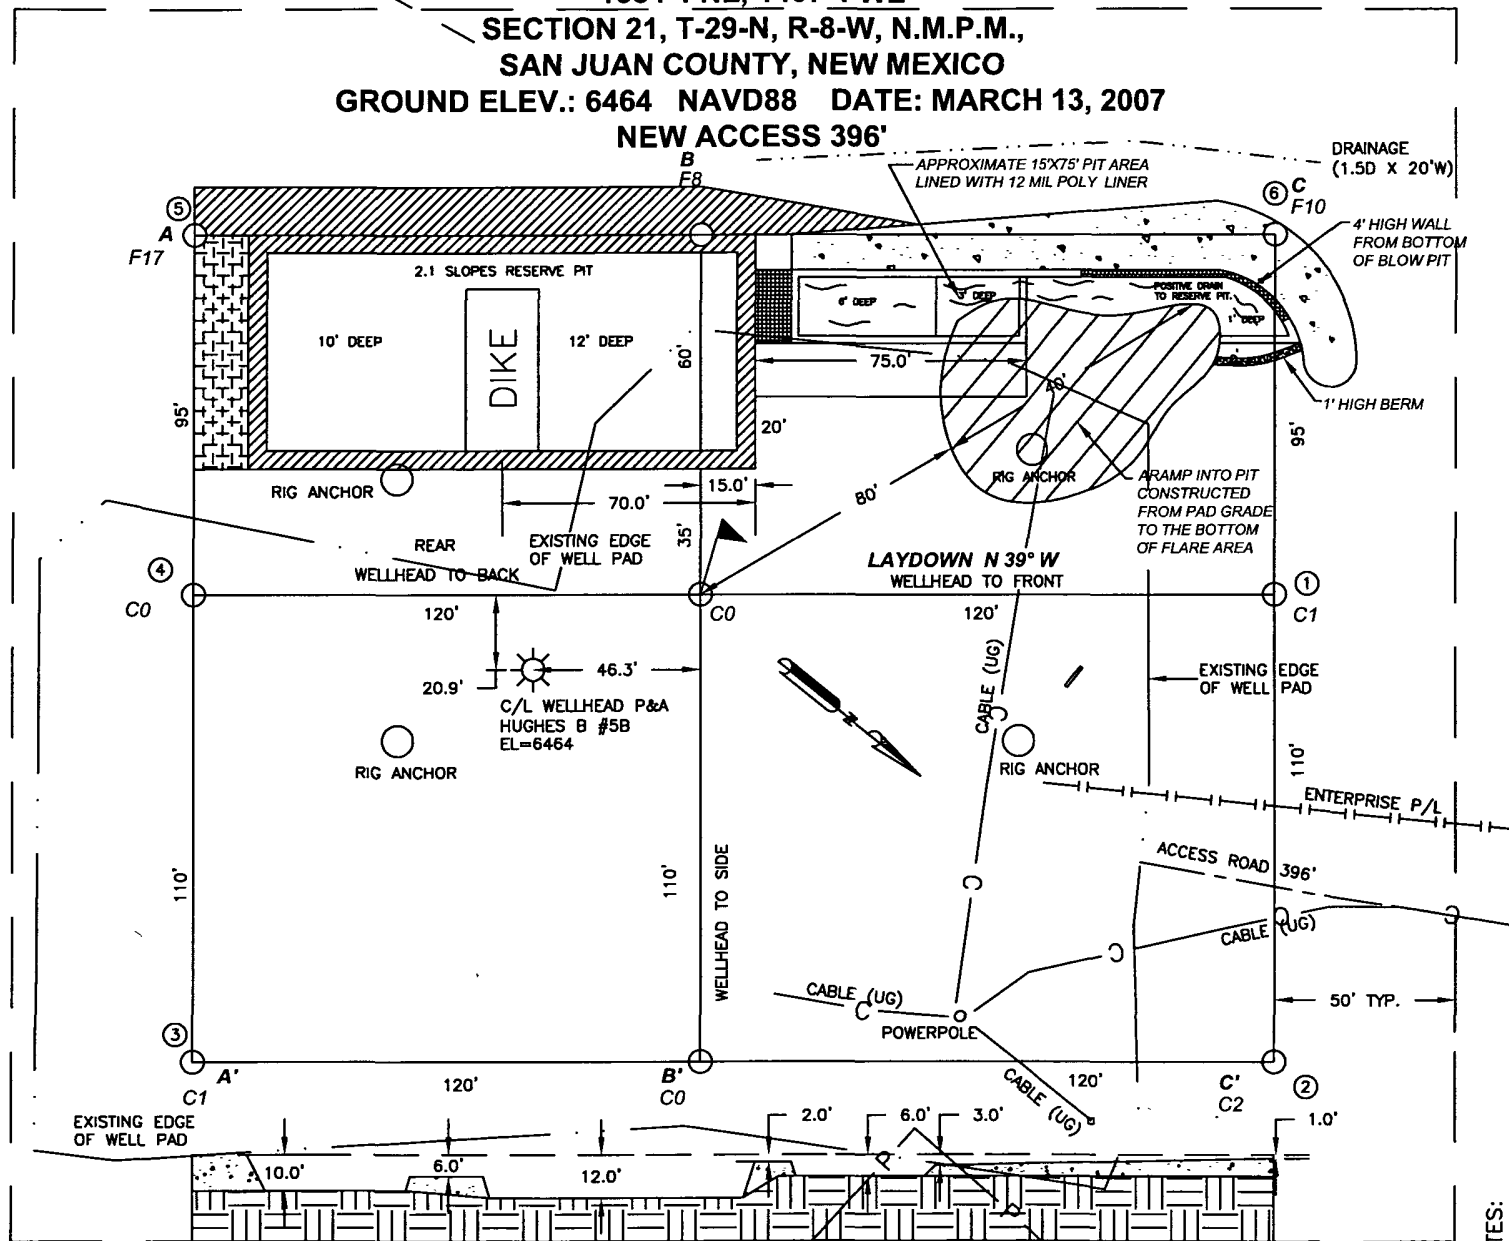 SECTION 21, T-29-N, R-8-W, N.M.P.M.,
SAN JUAN COUNTY, NEW MEXICO
GROUND ELEV.: 6464 NAVD88 DATE: MARCH 13, 2007
NEW ACCESS 396'
DRAINAGE
(1.5D X 20'W)
B
F8
APPROXIMATE 15'X75' PIT AREA
LINED WITH 12 MIL POLY LINER
6 C
F10
5
A
F17
4' HIGH WALL
FROM BOTTOM
OF BLOW PIT
2.1 SLOPES RESERVE PIT
POSITIVE DRAIN
TO RESERVE PIT.
6' DEEP
DEEP
1' DEEP
10' DEEP
DIKE
12' DEEP
60'
75.0'
40'
1' HIGH BERM
95'
20'
95'
RIG ANCHOR
70.0'
15.0'
80'
RIG ANCHOR
ARAMP INTO PIT
CONSTRUCTED
FROM PAD GRADE
TO THE BOTTOM
OF FLARE AREA
35'
REAR
EXISTING EDGE
OF WELL PAD
WELLHEAD TO BACK
LAYDOWN N 39° W
WELLHEAD TO FRONT
4
C0
120'
C0
120'
1
C1
46.3'
20.9'
C/L WELLHEAD P&A
HUGHES B #5B
EL=6464
CABLE (UG)
C
N
EXISTING EDGE
OF WELL PAD
RIG ANCHOR
RIG ANCHOR
110'
ENTERPRISE P/L
ACCESS ROAD 396'
110'
110'
WELLHEAD TO SIDE
C
C
CABLE (UG)
CABLE (UG)
C
POWERPOLE
50' TYP.
3
A'
C1
120'
B'
C0
120'
C'
C2
2
CABLE (UG)
EXISTING EDGE
OF WELL PAD
2.0'
6.0'
3.0'
1.0'
10.0'
6.0'
12.0'
P